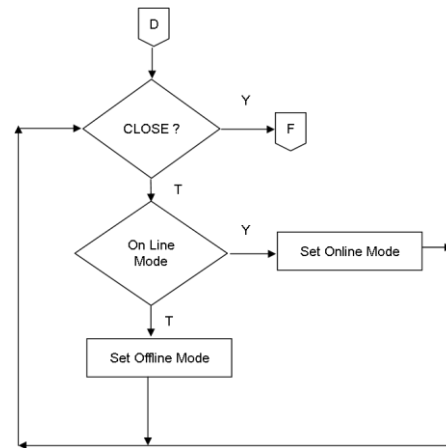 D
Y
CLOSE ?
F
T
On Line
Mode
Y
Set Online Mode
T
Set Offline Mode